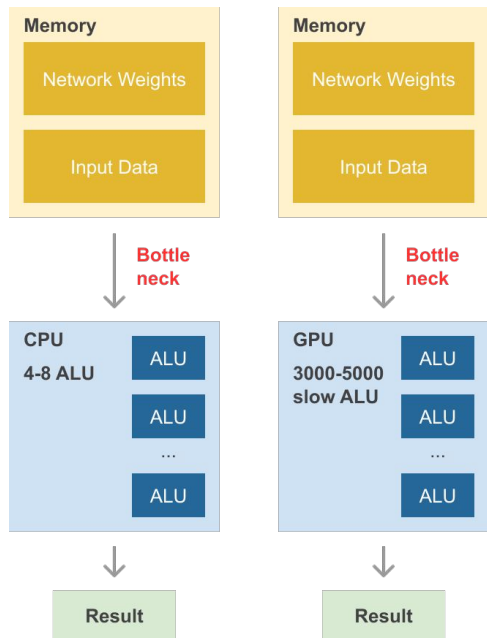 Memory
Network Weights
Input Data
Bottle
neck
CPU
4-8 ALU
ALU
ALU
...
ALU
Result
Memory
Network Weights
Input Data
Bottle
neck
GPU
3000-5000
slow ALU
ALU
ALU
...
ALU
Result